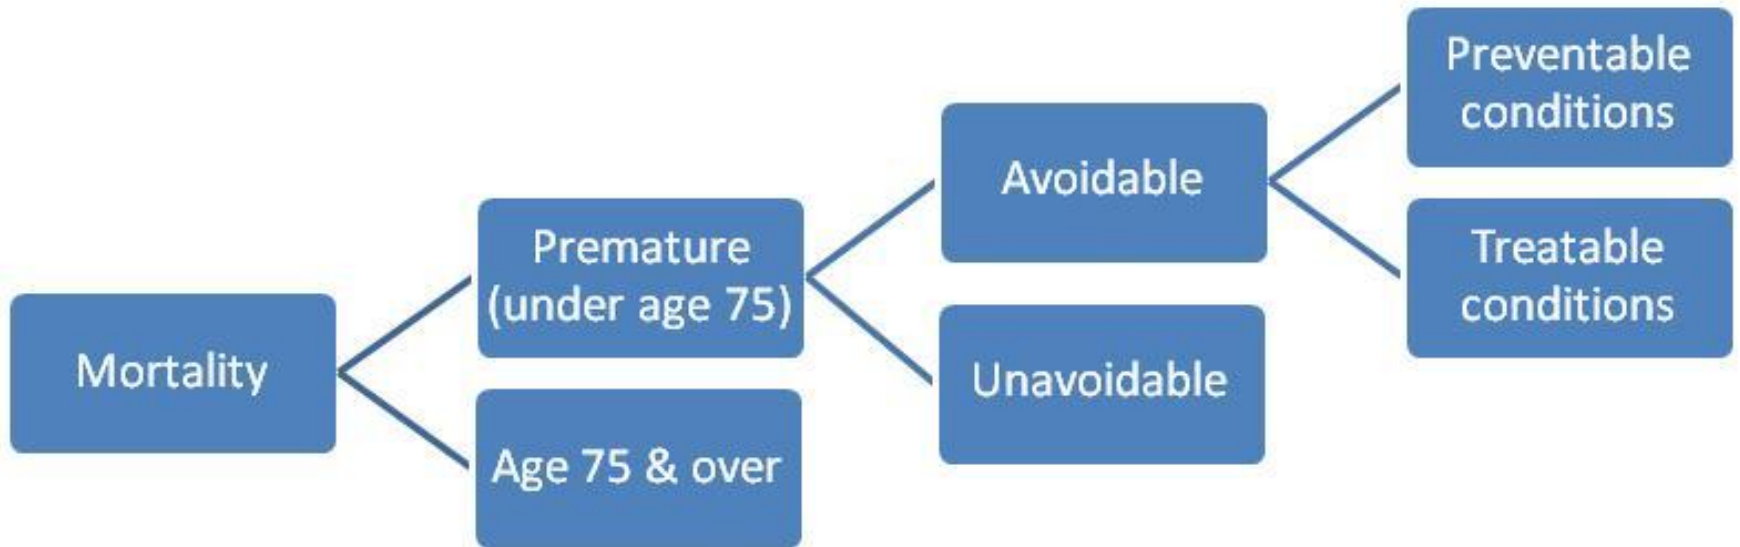 Mortality
Premature
(under age 75)
Age 75 & over
Avoidable
Unavoidable
Preventable
conditions
Treatable
conditions